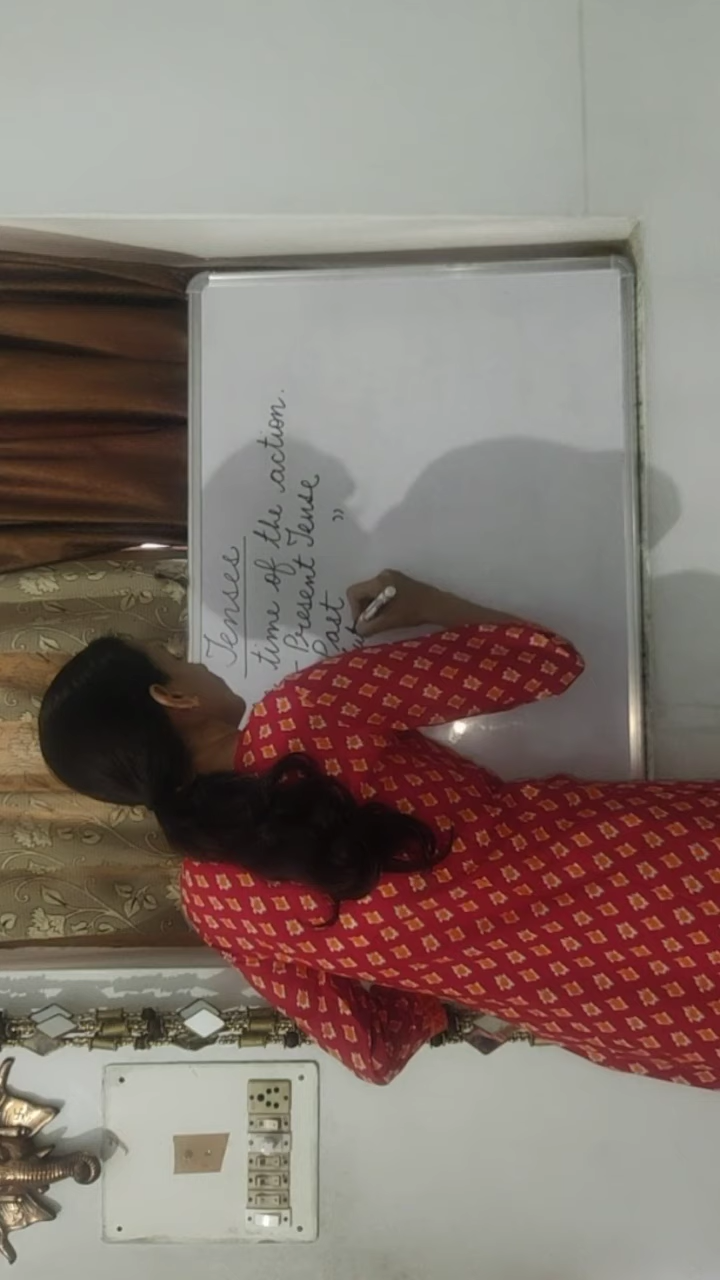 Tenses
time of the action.
- Present Tense
Past "